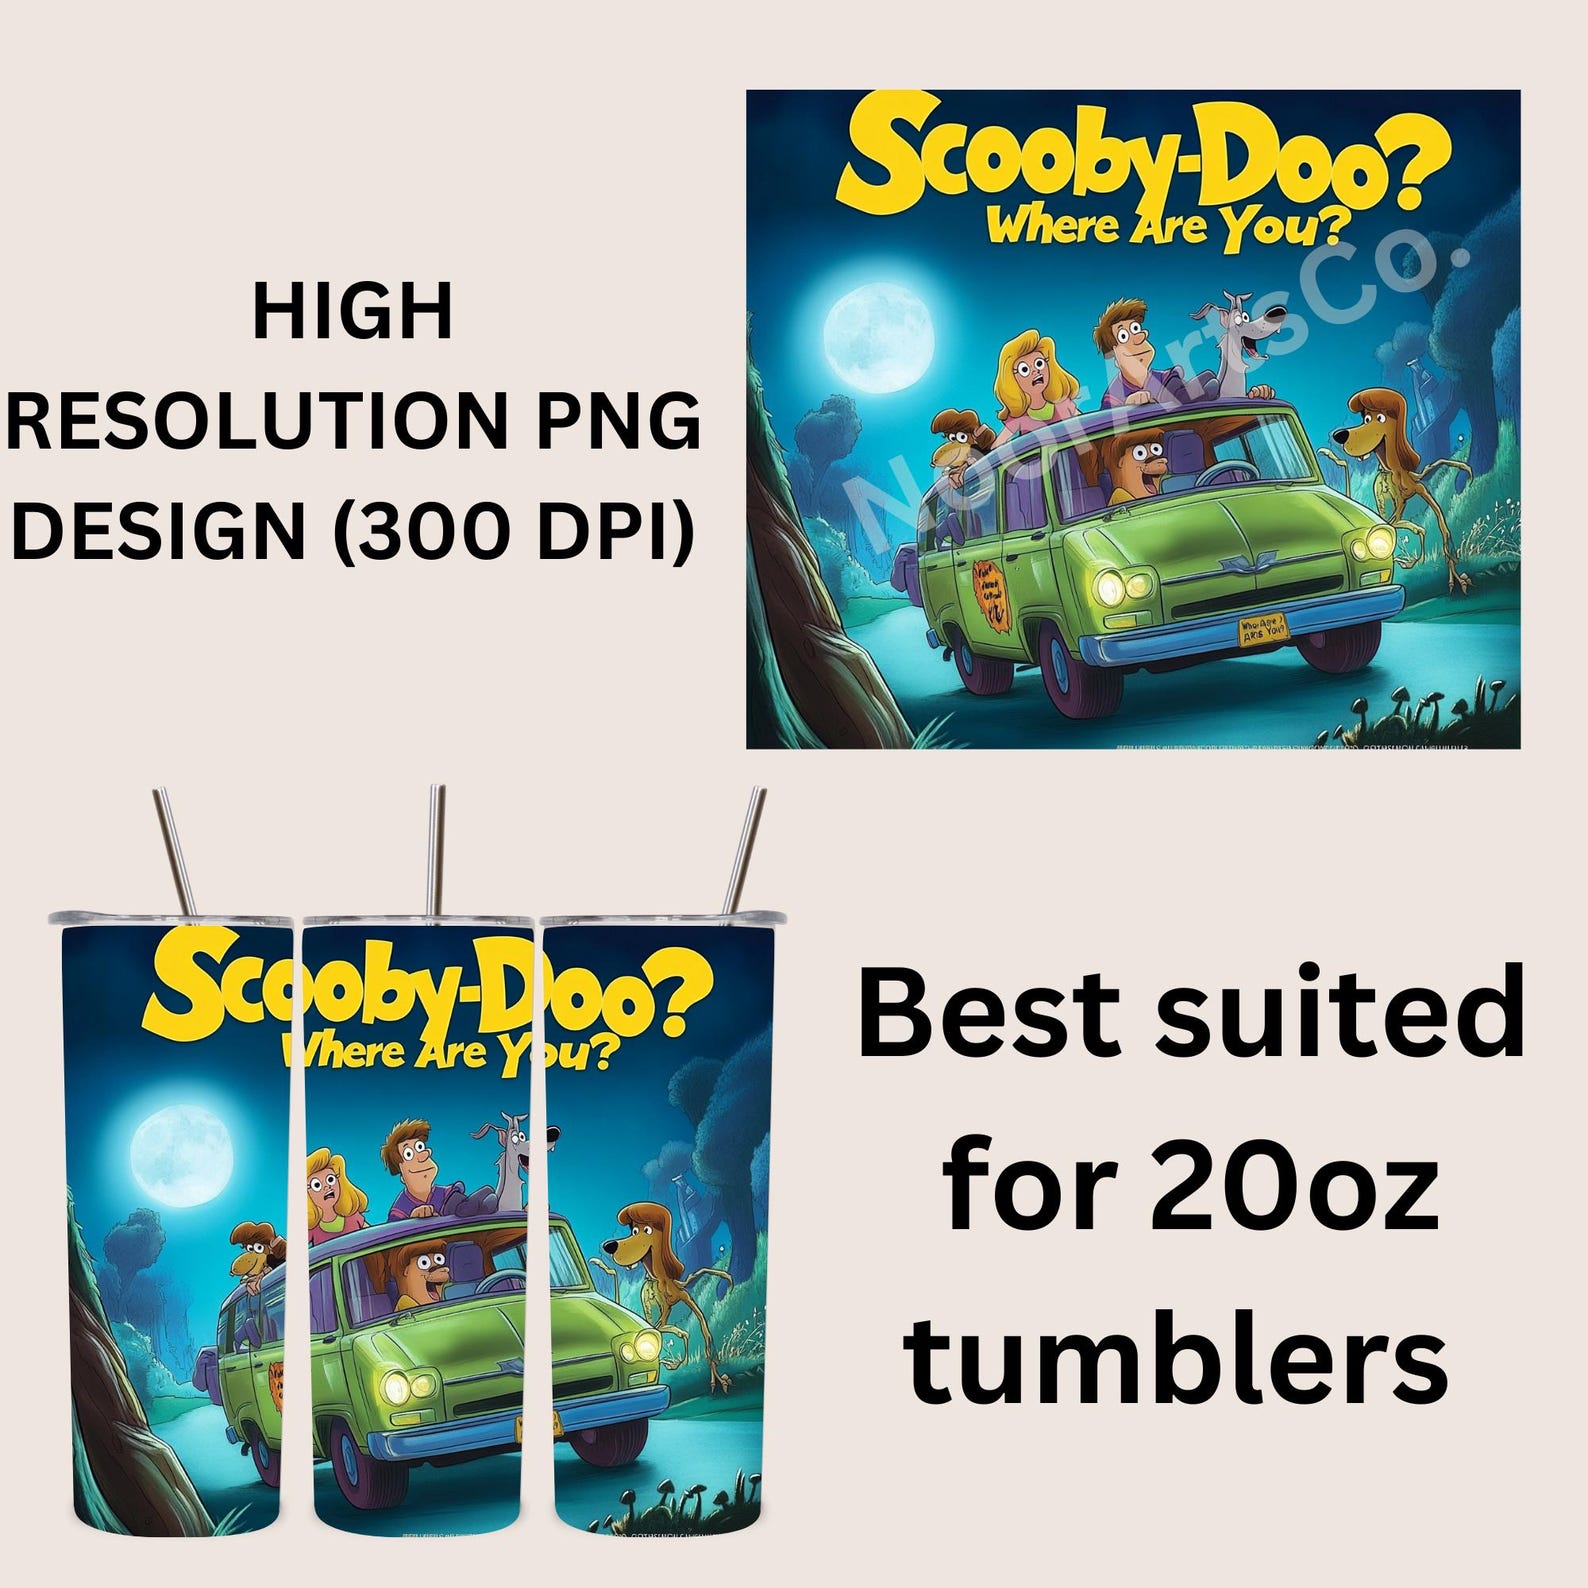 HIGH
RESOLUTION PNG
DESIGN (300 DPI)
Scooby-Doo?
Where Are You?
NoorArtsCo.
Scooby-Doo?
Where Are You?
Best suited
for 20oz
tumblers